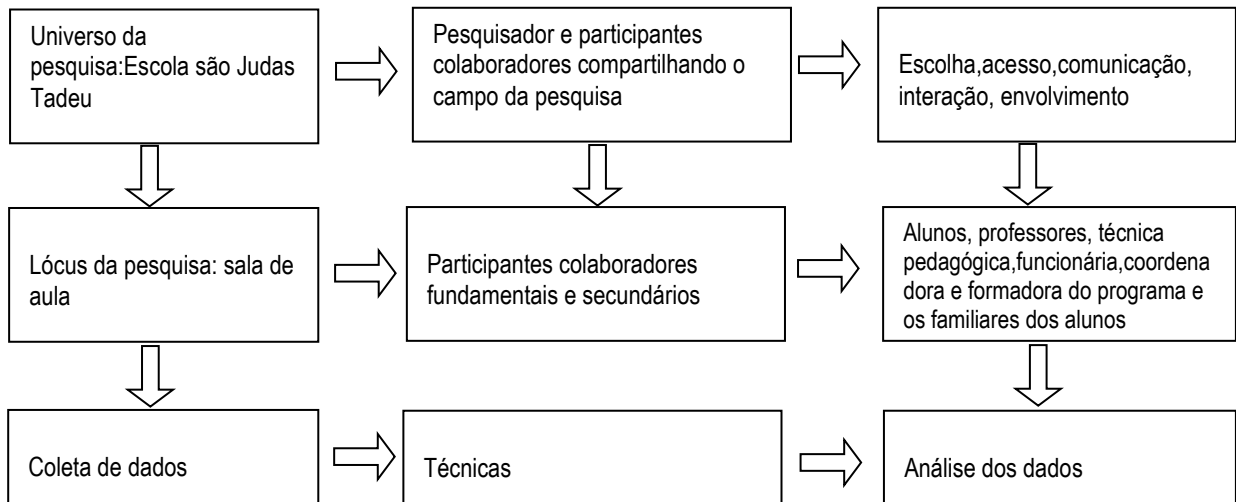 Universo da
pesquisa:Escola são Judas
Tadeu
Pesquisador e participantes
colaboradores compartilhando o
campo da pesquisa
Escolha,acesso,comunicação,
interação, envolvimento
Lócus da pesquisa: sala de
aula
Participantes colaboradores
fundamentais e secundários
Alunos, professores, técnica
pedagógica,funcionária,coordena
dora e formadora do programa e
os familiares dos alunos
Coleta de dados
Técnicas
Análise dos dados